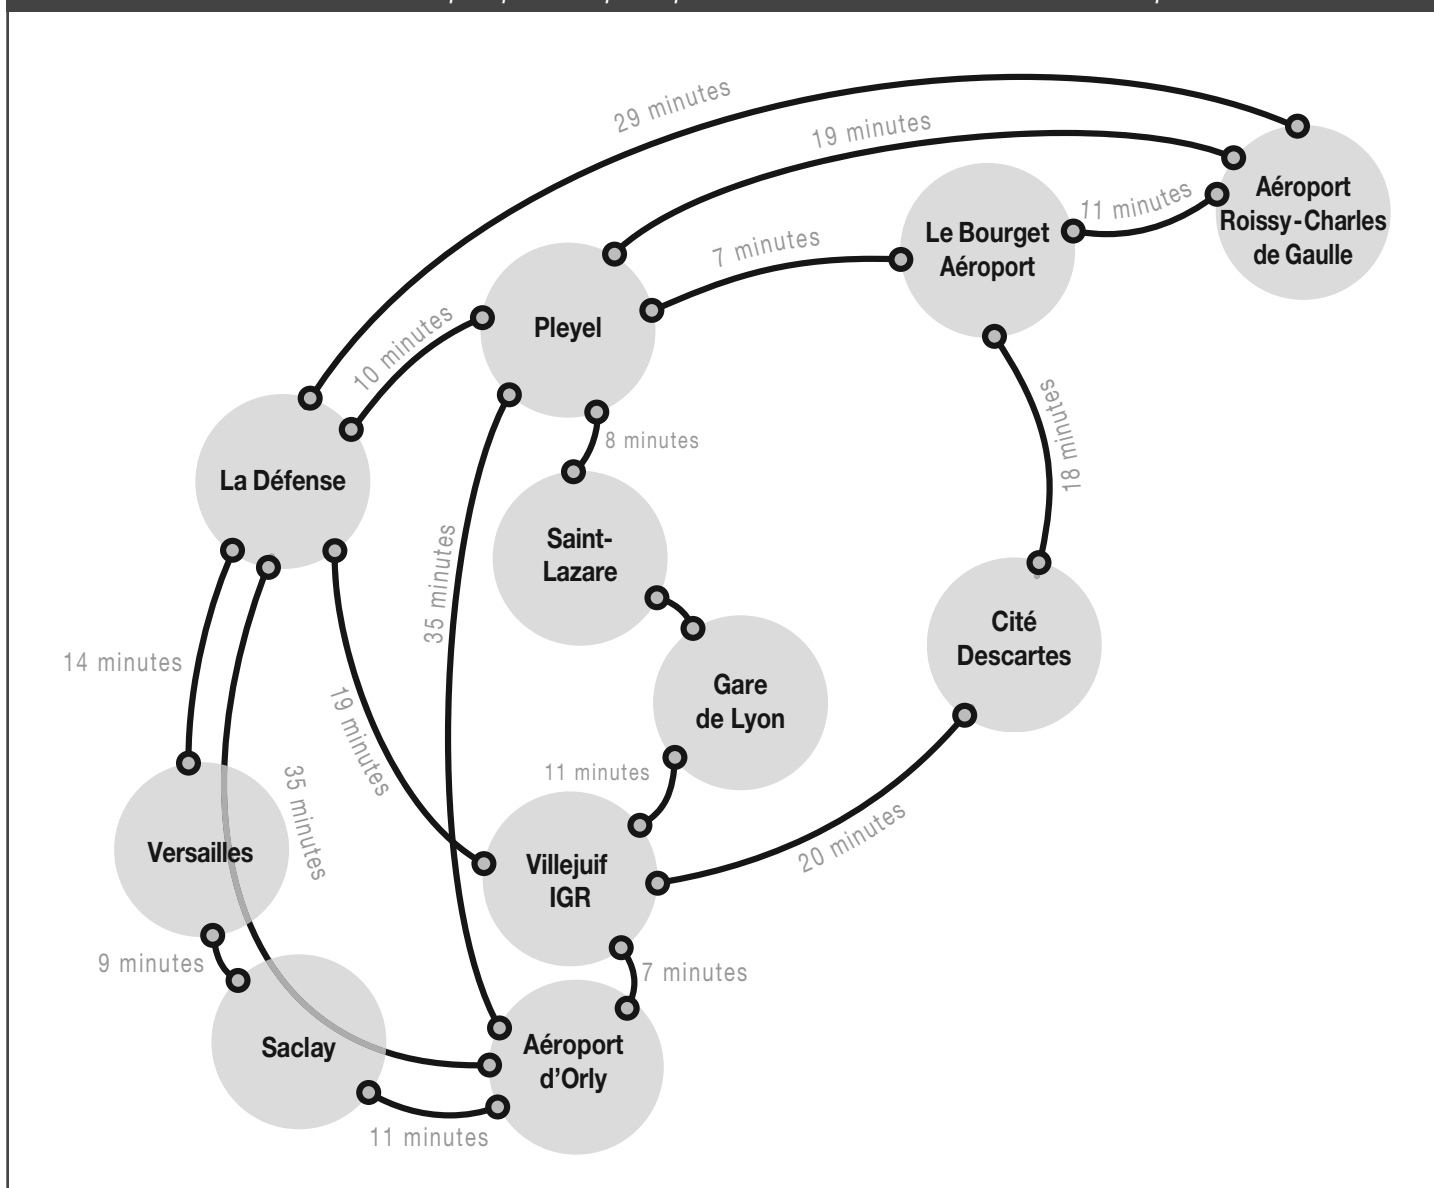 29 minutes
19 minutes
11 minutes
Aéroport
Roissy-Charles
de Gaulle
Le Bourget
Aéroport
7 minutes
Pleyel
10 minutes
8 minutes
18 minutes
La Défense
Saint-
Lazare
35 minutes
Cité
Descartes
14 minutes
19 minutes
Gare
de Lyon
11 minutes
35 minutes
20 minutes
Versailles
Villejuif
IGR
9 minutes
7 minutes
Saclay
Aéroport
d'Orly
11 minutes